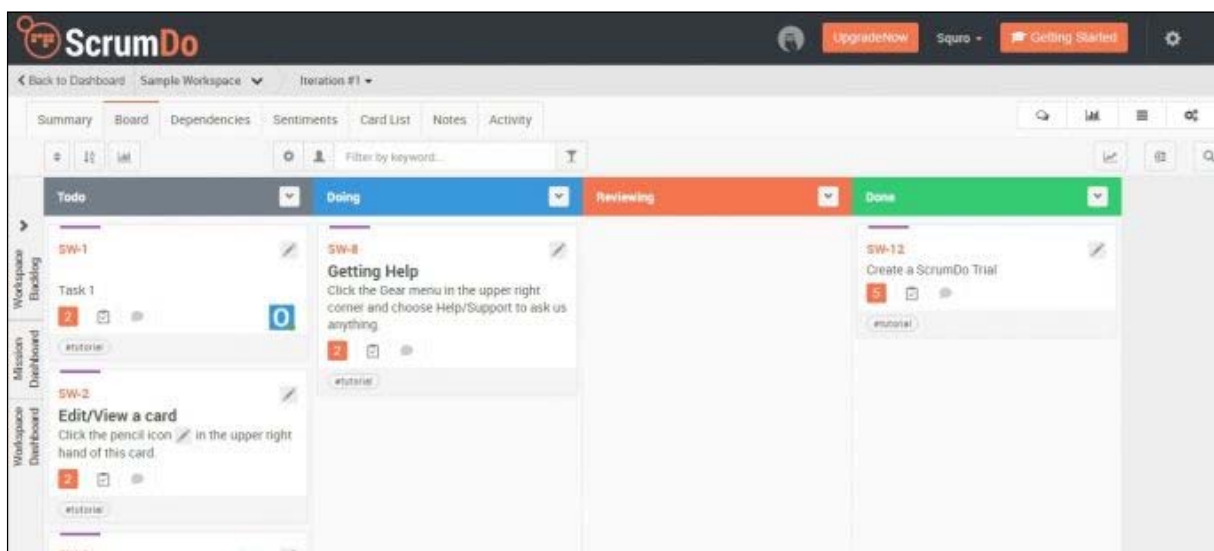 ScrumDo
UpgradeNow
Squro
Getting Started
Back to Dashboard
Sample Workspace
Iteration #1
Summary
Board
Dependencies
Sentiments
Card List
Notes
Activity
Filter by keyword...
Workspace
Backlog
Mission
Dashboard
Workspace
Dashboard
Todo
SW-1
Task 1
2
#tutorial
SW-2
Edit/View a card
Click the pencil icon in the upper right
hand of this card.
2
#tutorial
Doing
SW-8
Getting Help
Click the Gear menu in the upper right
corner and choose Help/Support to ask us
anything.
2
#tutorial
Reviewing
Done
SW-12
Create a ScrumDo Trial
5
#tutorial